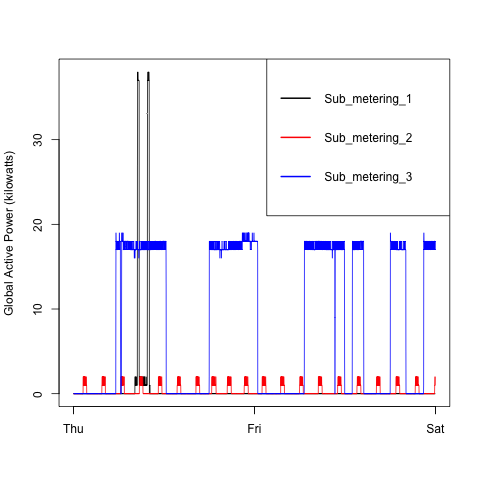 Sub_metering_1
Sub_metering_2
Sub_metering_3
Global Active Power (kilowatts)
30
20
10
0
Thu Fri Sat